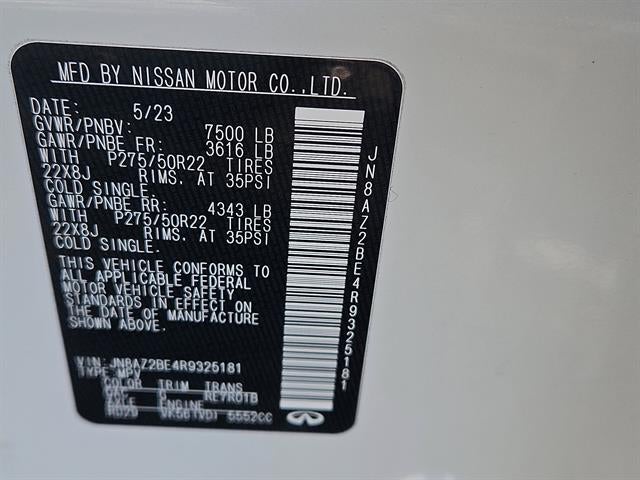 MFD BY NISSAN MOTOR CO.,LTD.
DATE: 5/23
GVWR/PNBV: 7500 LB
GAWR/PNBE FR: 3616 LB
WITH P275/50R22 TIRES
22X8J RIMS. AT 35PSI
COLD SINGLE.
GAWR/PNBE RR: 4343 LB
WITH P275/50R22 TIRES
22X8J RIMS. AT 35PSI
COLD SINGLE.
THIS VEHICLE CONFORMS TO
ALL APPLICABLE FEDERAL
MOTOR VEHICLE SAFETY
STANDARDS IN EFFECT ON
THE DATE OF MANUFACTURE
SHOWN ABOVE.
VIN: JN8AZ2BE4R9325181
TYPE: MPV
COLOR TRIM TRANS
RE7R01B
ENGINE
VK56(VD) 5552CC
JN8AZ2BE4R9325181